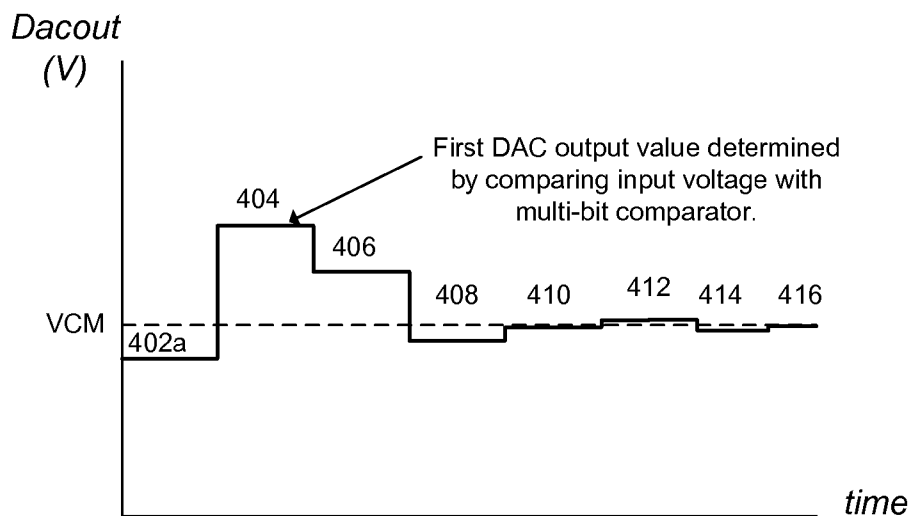 Dacout
(V)
First DAC output value determined
by comparing input voltage with
multi-bit comparator.
404
406
408
410
412
414
416
VCM
402a
time